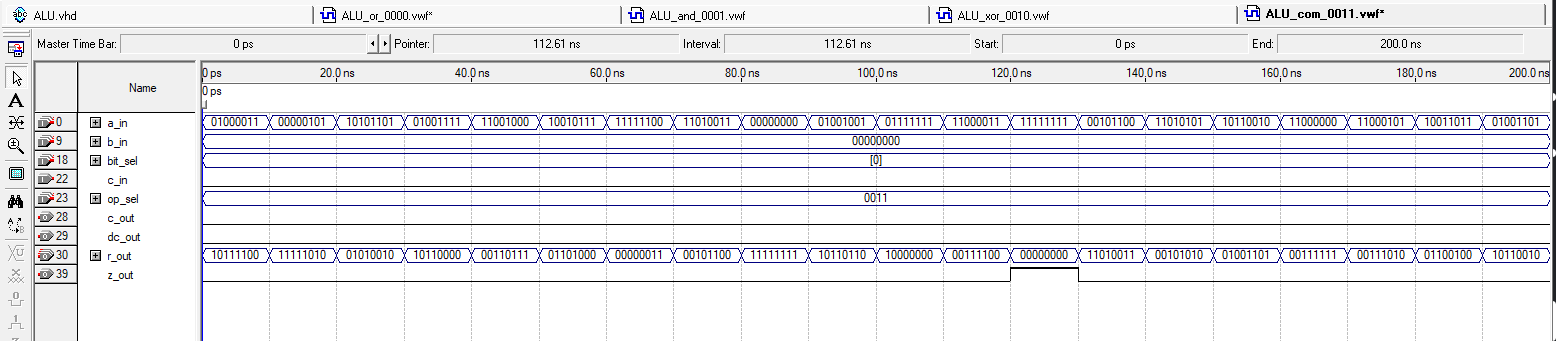 abc ALU.vhd ALU_or_0000.vwf* ALU_and_0001.vwf ALU_xor_0010.vwf ALU_com_0011.vwf*
Master Time Bar: 0 ps Pointer: 112.61 ns Interval: 112.61 ns Start: 0 ps End: 200.0 ns
Name 0 ps 20.0 ns 40.0 ns 60.0 ns 80.0 ns 100.0 ns 120.0 ns 140.0 ns 160.0 ns 180.0 ns 200.0 ns
0 ps
A
0 a_in 01000011 00000101 10101101 01001111 11001000 10010111 11111100 11010011 00000000 01001001 01111111 11000011 11111111 00101100 11010101 10110010 11000000 11000101 10011011 01001101
9 b_in 00000000
18 bit_sel [0]
22 c_in
23 op_sel 0011
28 c_out
29 dc_out
30 r_out 10111100 11111010 01010010 10110000 00110111 01101000 00000011 00101100 11111111 10110110 10000000 00111100 00000000 11010011 00101010 01001101 00111111 00111010 01100100 10110010
39 z_out